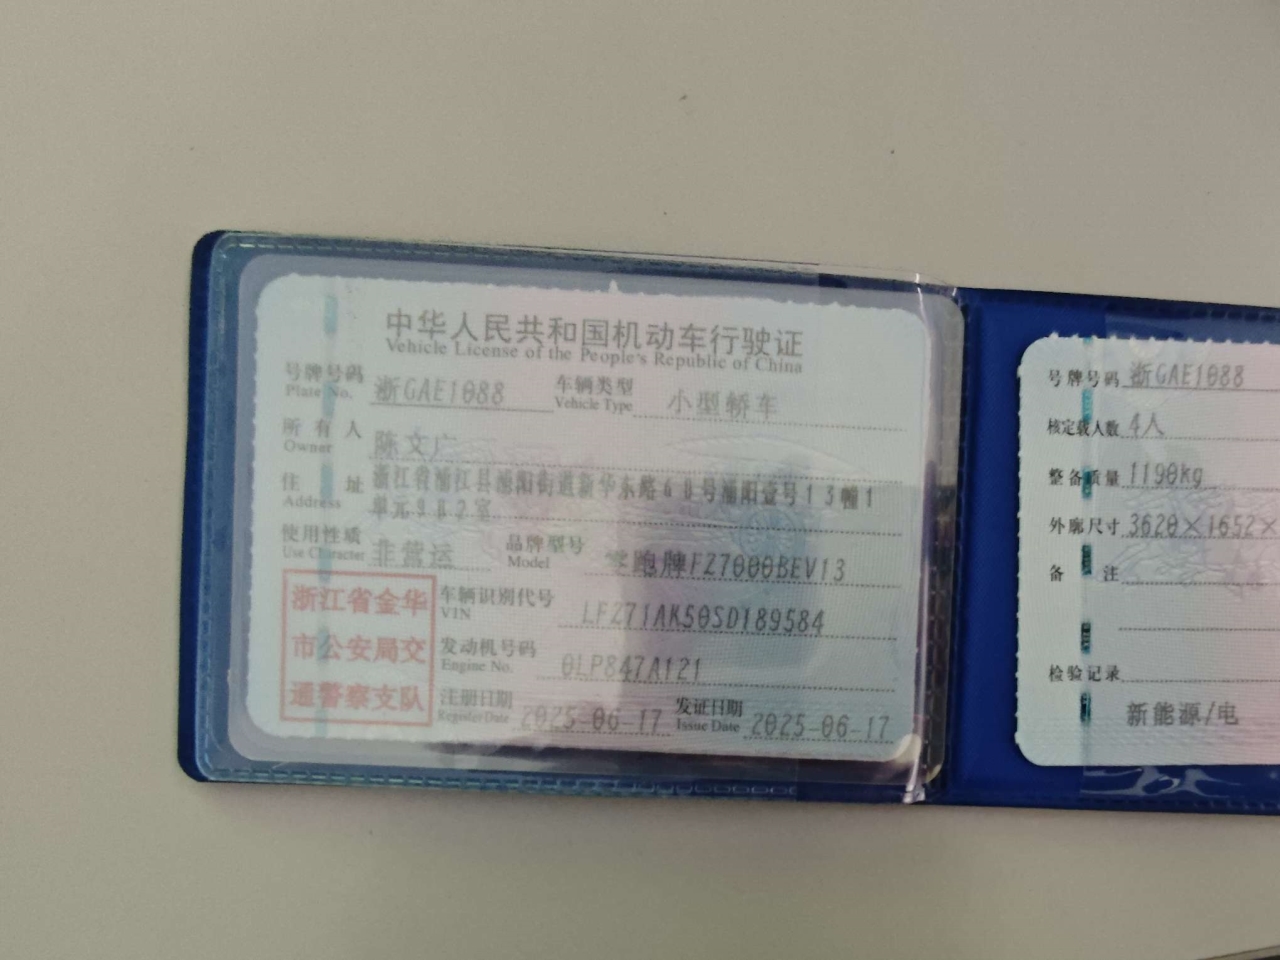 中华人民共和国机动车行驶证
Vehicle License of the People's Republic of China
号牌号码 浙GAE1088 车辆类型 小型轿车
Plate No. Vehicle Type
所有人 陈文广
Owner
住址 浙江省浦江县浦阳街道新华东路60号浦阳壹号13幢1
Address 单元902室
使用性质 非营运 品牌型号 零跑牌FZ7000BEV13
Use Character Model
浙江省金华
市公安局交
通警察支队
车辆识别代号 LFZ71AK50SD189584
VIN
发动机号码 0LP847A121
Engine No.
注册日期 2025-06-17 发证日期 2025-06-17
Register Date Issue Date
号牌号码 浙GAE1088
核定载人数 4人
整备质量 1190kg
外廓尺寸 3620×1652×
备注
检验记录
新能源/电